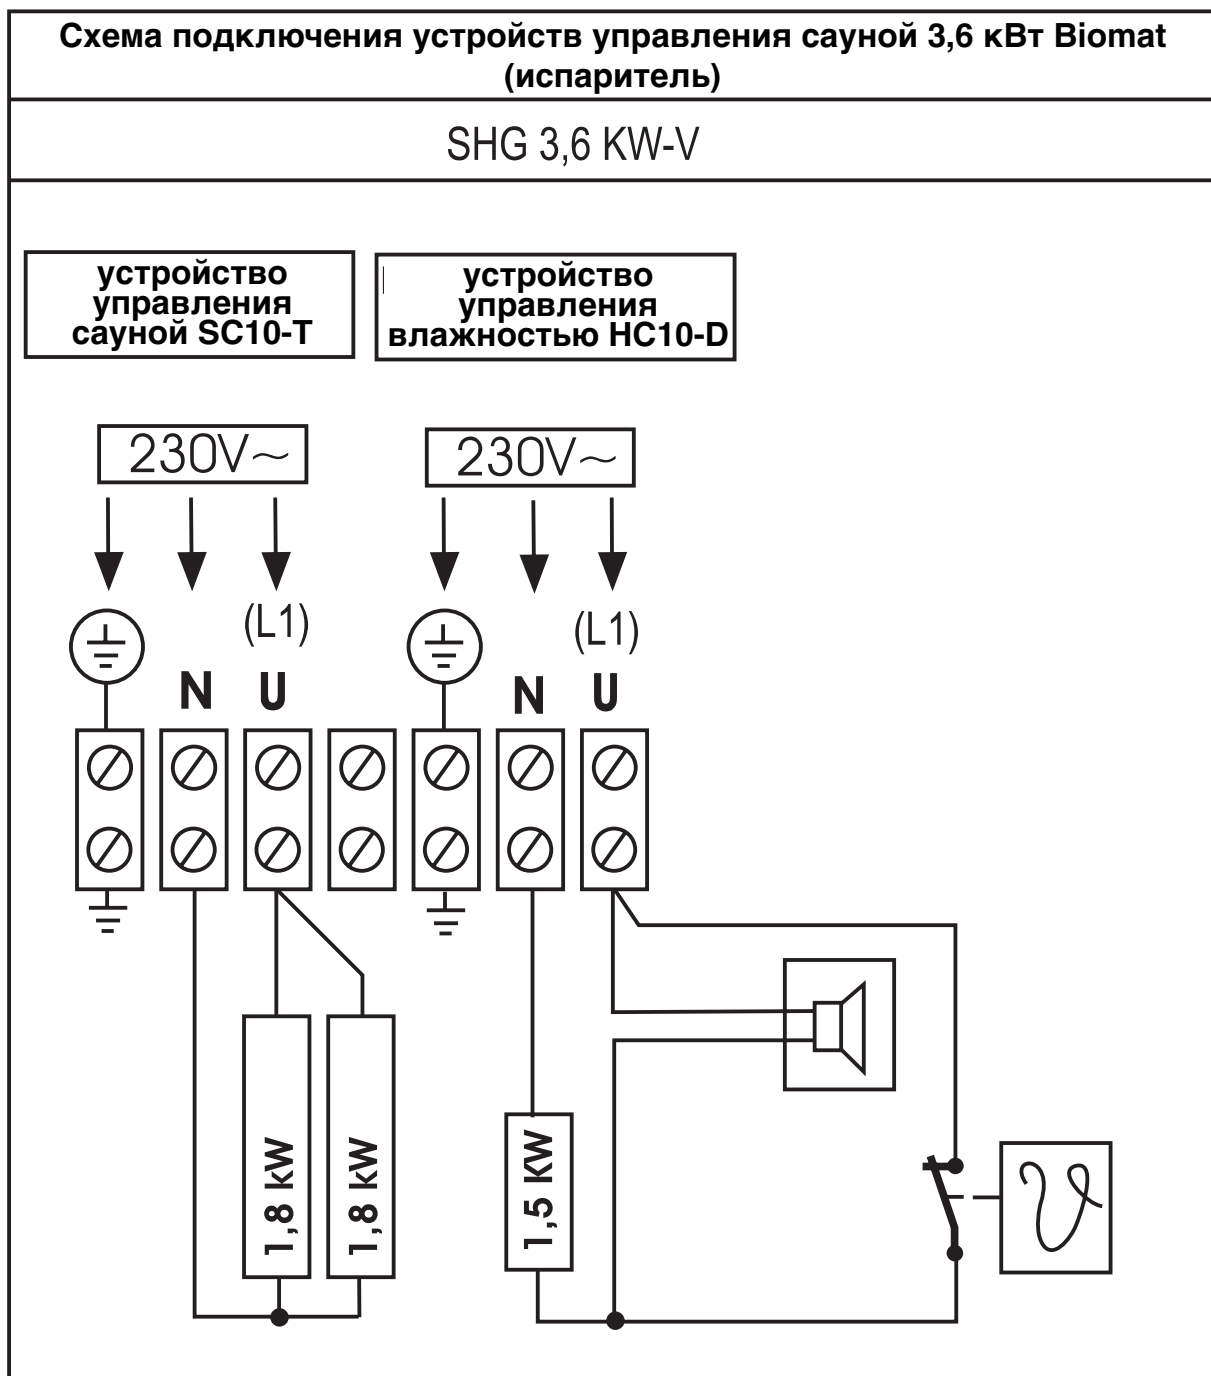 Схема подключения устройств управления сауной 3,6 кВт Biomat
(испаритель)
SHG 3,6 KW-V
устройство
управления
сауной SC10-T
устройство
управления
влажностью HC10-D
230V~
230V~
(L1)
(L1)
N
U
N
U
1,8 kW
1,8 kW
1,5 KW
ϑ